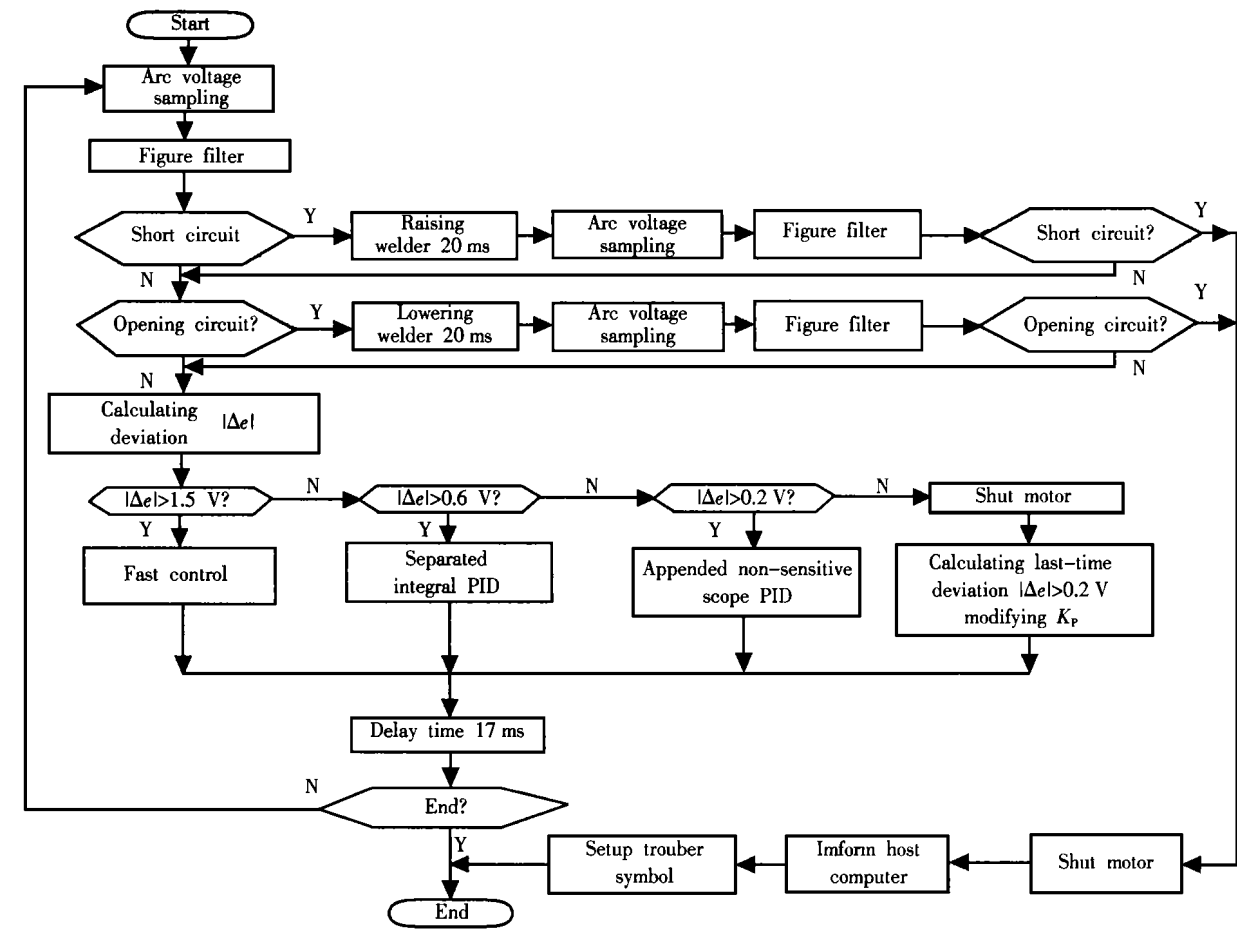 Start
Arc voltage
sampling
Figure filter
Short circuit
Y
Raising
welder 20 ms
Arc voltage
sampling
Figure filter
Short circuit?
Y
N
N
Opening circuit?
Y
Lowering
welder 20 ms
Arc voltage
sampling
Figure filter
Opening circuit?
Y
N
N
Calculating
deviation |Δe|
|Δe|>1.5 V?
N
|Δe|>0.6 V?
N
|Δe|>0.2 V?
N
Shut motor
Y
Y
Y
Fast control
Separated
integral PID
Appended non-sensitive
scope PID
Calculating last-time
deviation |Δe|>0.2 V
modifying KP
Delay time 17 ms
N
End?
Y
Setup trouber
symbol
Imform host
computer
Shut motor
End